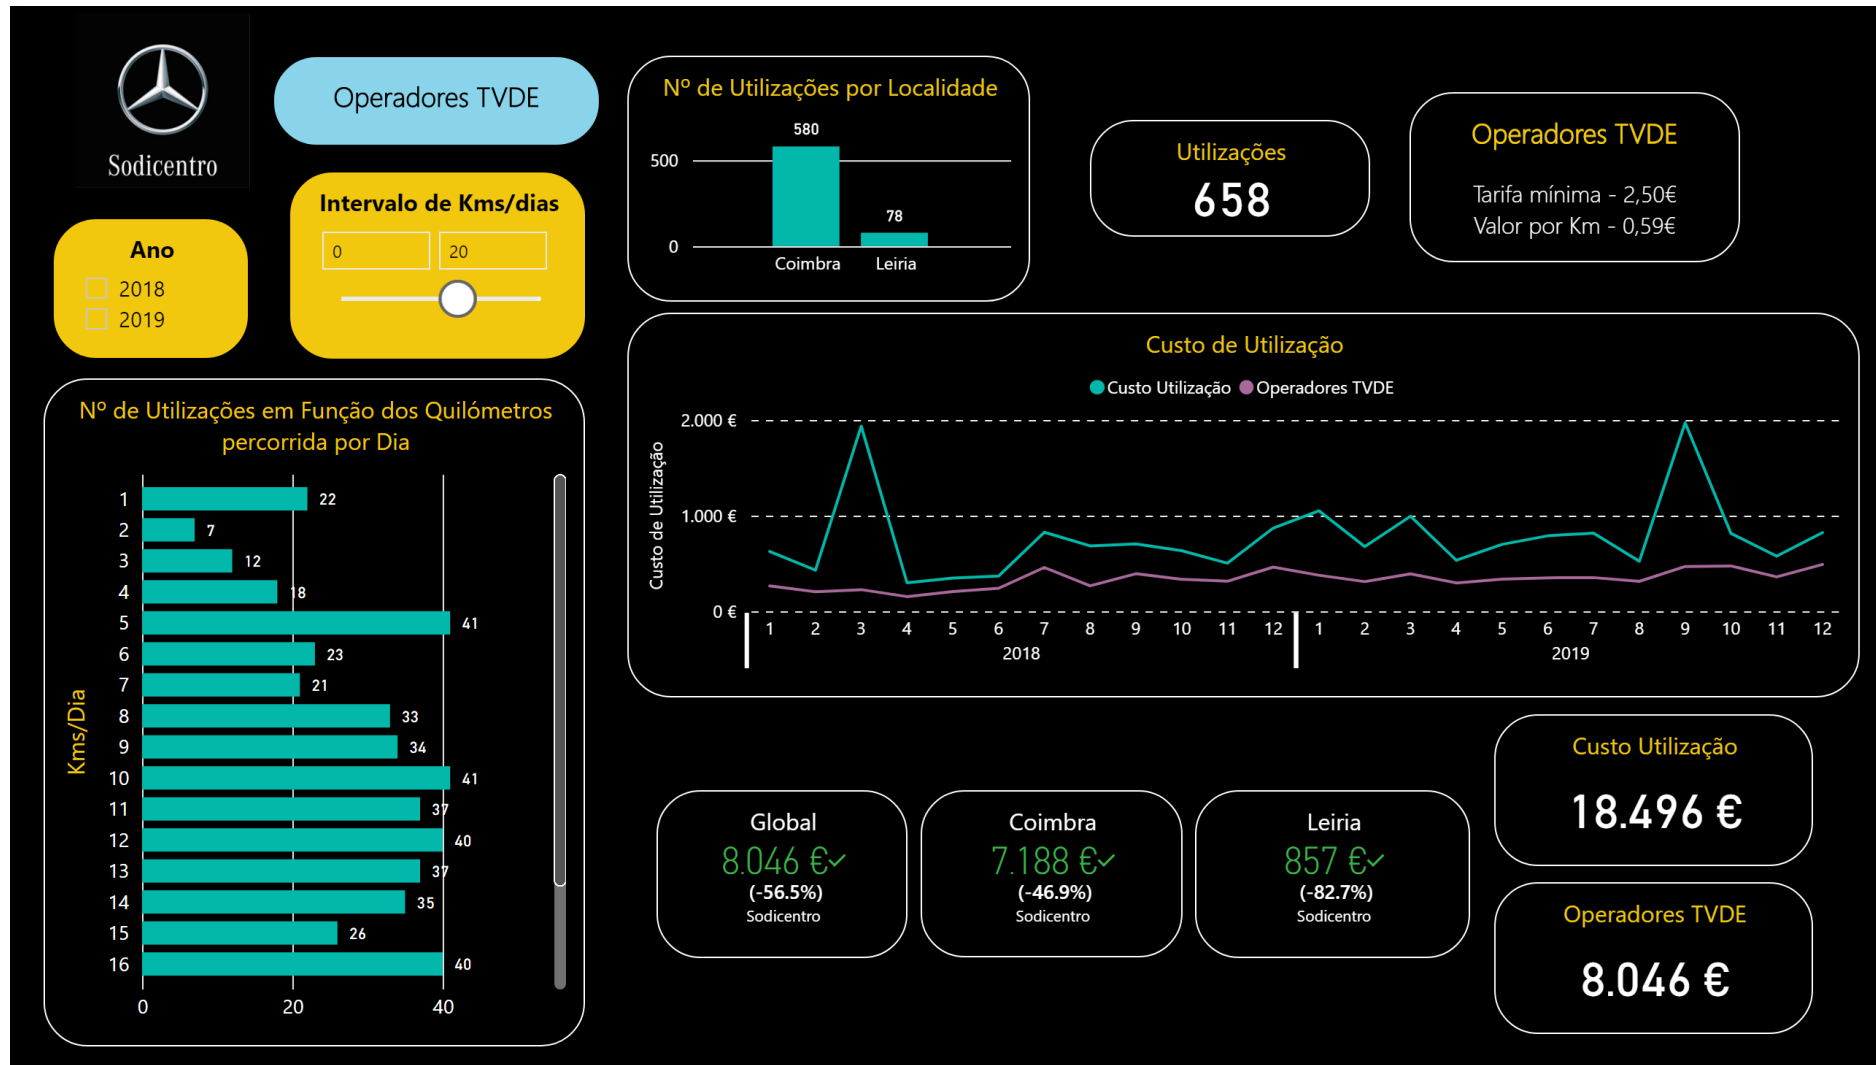 Sodicentro
Operadores TVDE
Ano
2018
2019
Intervalo de Kms/dias
0
20
Nº de Utilizações por Localidade
580
500
78
0
Coimbra
Leiria
Utilizações
658
Operadores TVDE
Tarifa mínima - 2,50€
Valor por Km - 0,59€
Nº de Utilizações em Função dos Quilómetros
percorrida por Dia
Kms/Dia
1 22
2 7
3 12
4 18
5 41
6 23
7 21
8 33
9 34
10 41
11 37
12 40
13 37
14 35
15 26
16 40
0 20 40
Custo de Utilização
Custo Utilização Operadores TVDE
Custo de Utilização
2.000 €
1.000 €
0 €
1 2 3 4 5 6 7 8 9 10 11 12 1 2 3 4 5 6 7 8 9 10 11 12
2018 2019
Global
8.046 €
(-56.5%)
Sodicentro
Coimbra
7.188 €
(-46.9%)
Sodicentro
Leiria
857 €
(-82.7%)
Sodicentro
Custo Utilização
18.496 €
Operadores TVDE
8.046 €